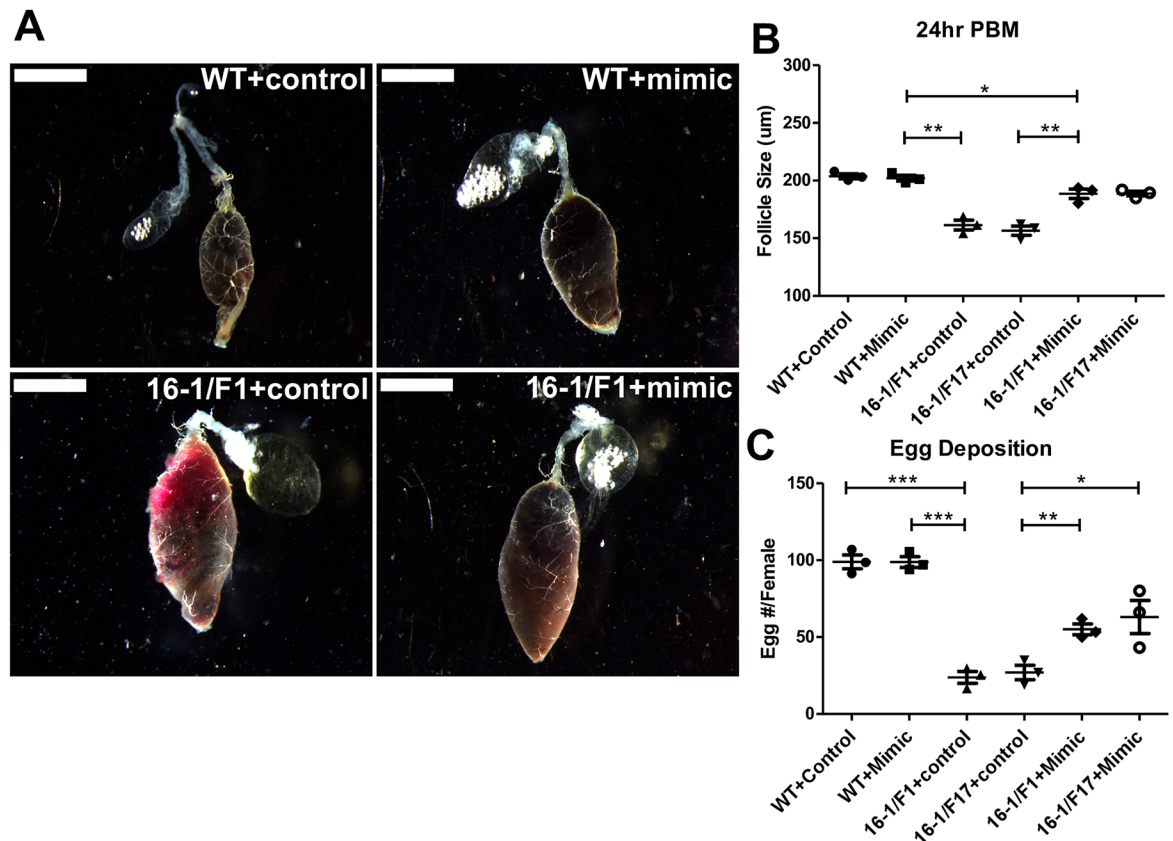 A
WT+control
WT+mimic
16-1/F1+control
16-1/F1+mimic
B
24hr PBM
Follicle Size (um)
300
250
200
150
100
*
**
**
WT+Control
WT+Mimic
16-1/F1+control
16-1/F17+control
16-1/F1+Mimic
16-1/F17+Mimic
C
Egg Deposition
Egg #/Female
150
100
50
0
***
*
***
**
WT+Control
WT+Mimic
16-1/F1+control
16-1/F17+control
16-1/F1+Mimic
16-1/F17+Mimic